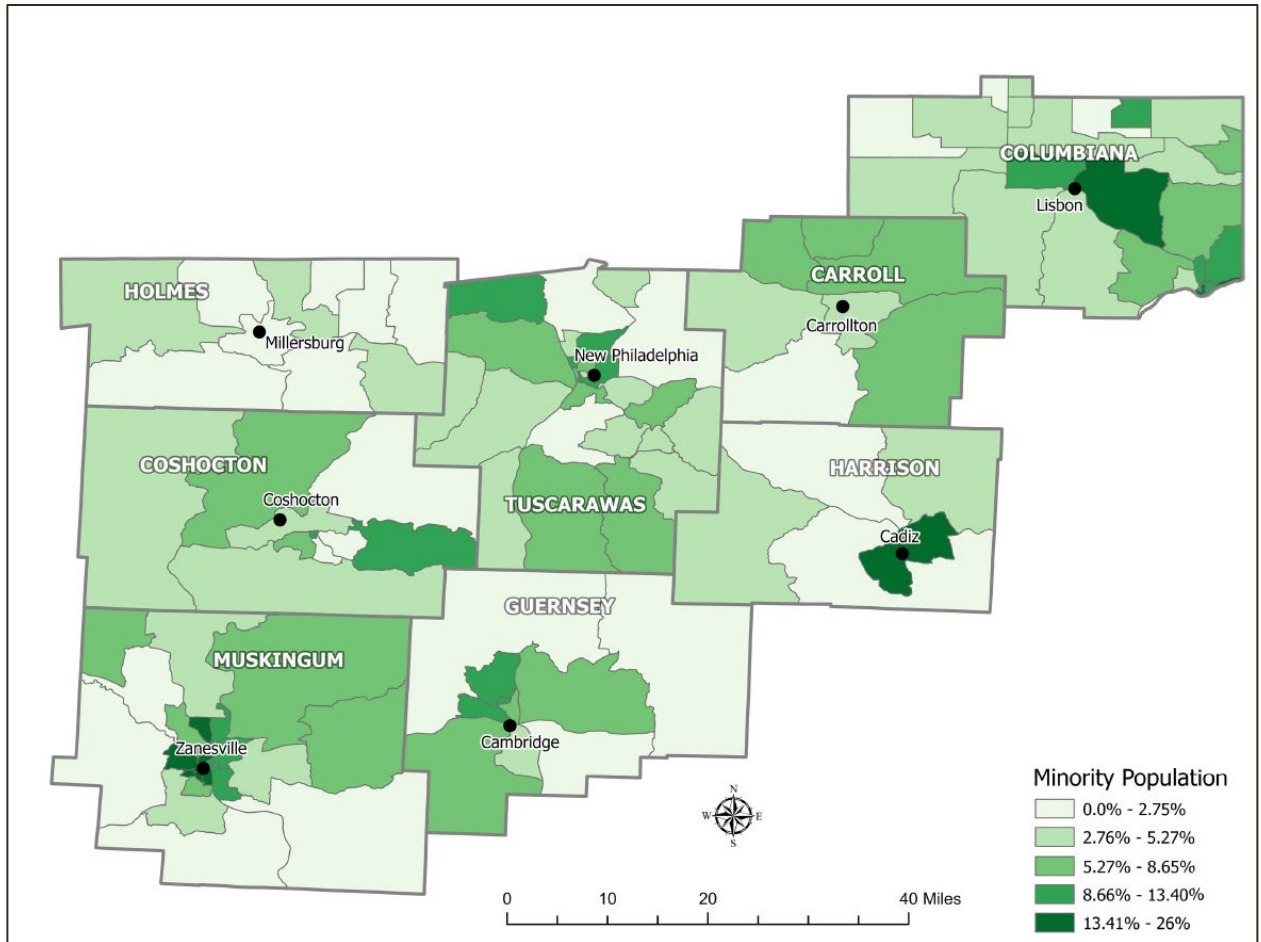 COLUMBIANA
Lisbon
CARROLL
Carrollton
HOLMES
Millersburg
New Philadelphia
COSHOCTON
Coshocton
TUSCARAWAS
HARRISON
Cadiz
GUERNSEY
MUSKINGUM
Zanesville
Cambridge
N
W E
S
Minority Population
0.0% - 2.75%
2.76% - 5.27%
5.27% - 8.65%
8.66% - 13.40%
13.41% - 26%
0 10 20 40 Miles